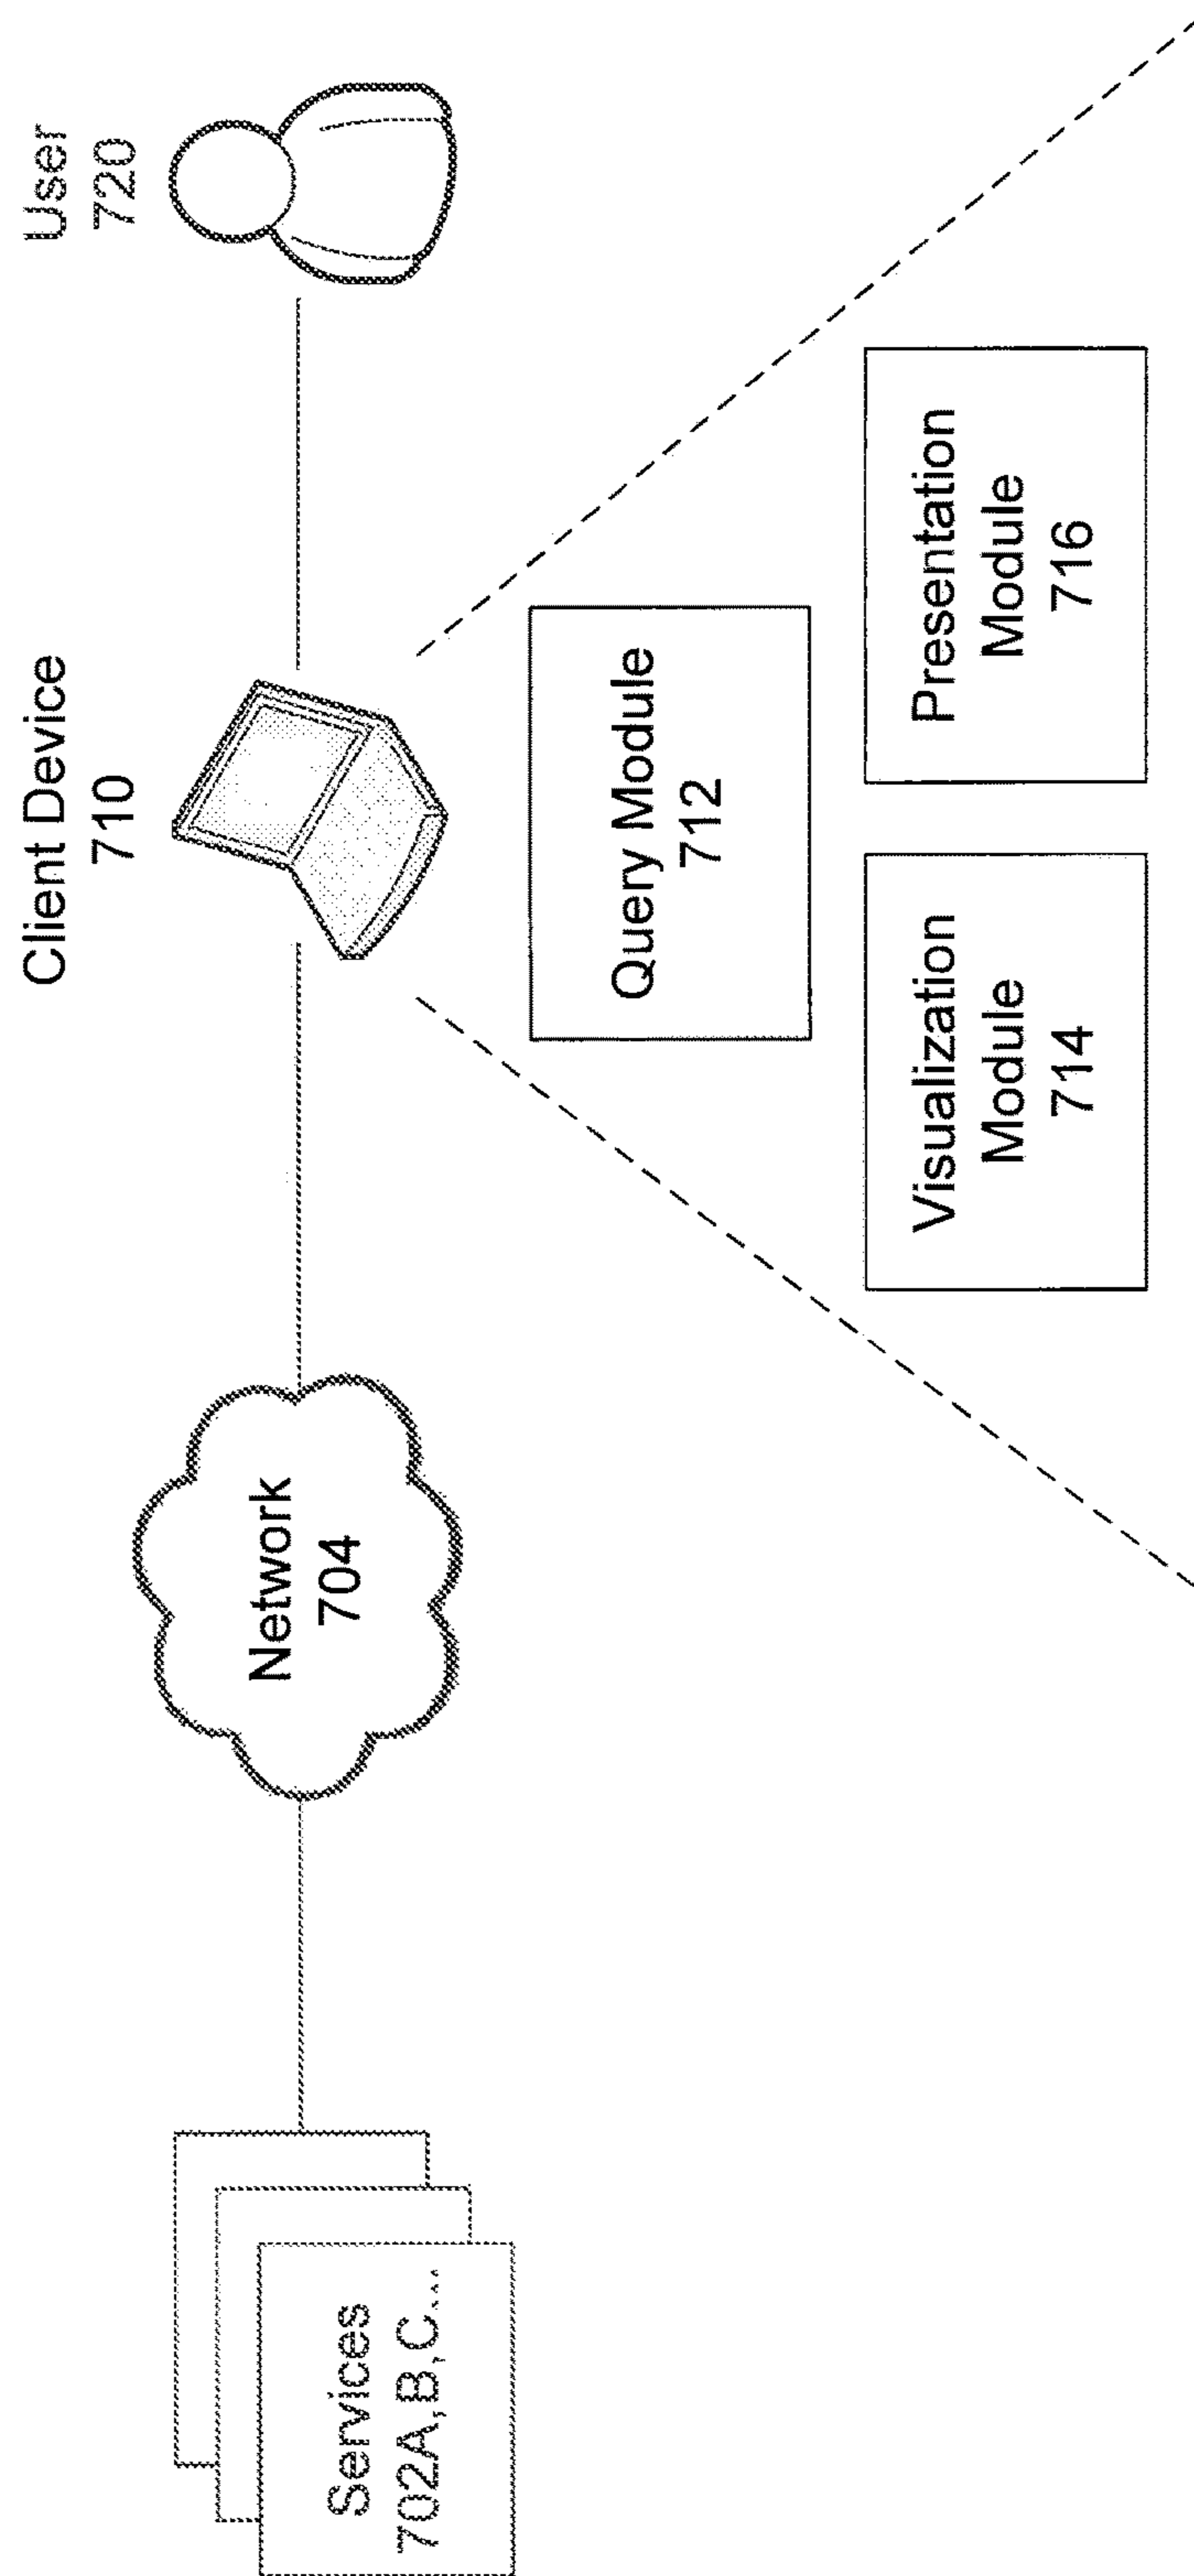 Services
702A,B,C...
Network
704
Client Device
710
User
720
Query Module
712
Visualization
Module
714
Presentation
Module
716